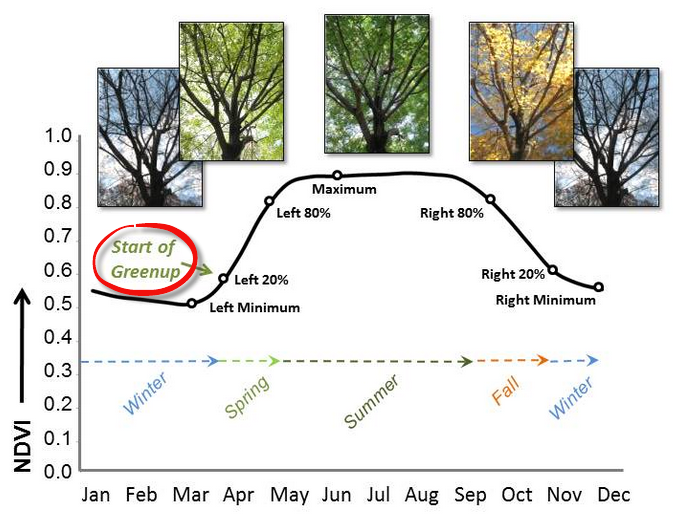 1.0
0.9
0.8
0.7
0.6
0.5
0.4
0.3
0.2
0.1
0.0
NDVI
Maximum
Left 80%
Right 80%
Start of
Greenup
Left 20%
Right 20%
Left Minimum
Right Minimum
Winter
Spring
Summer
Fall
Winter
Jan Feb Mar Apr May Jun Jul Aug Sep Oct Nov Dec